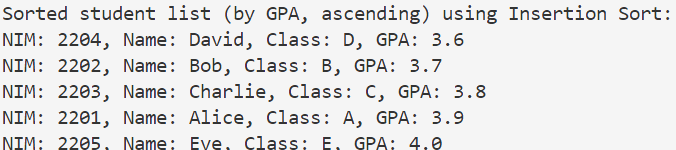 Sorted student list (by GPA, ascending) using Insertion Sort:
NIM: 2204, Name: David, Class: D, GPA: 3.6
NIM: 2202, Name: Bob, Class: B, GPA: 3.7
NIM: 2203, Name: Charlie, Class: C, GPA: 3.8
NIM: 2201, Name: Alice, Class: A, GPA: 3.9
NIM: 2205, Name: Eve, Class: E, GPA: 4.0